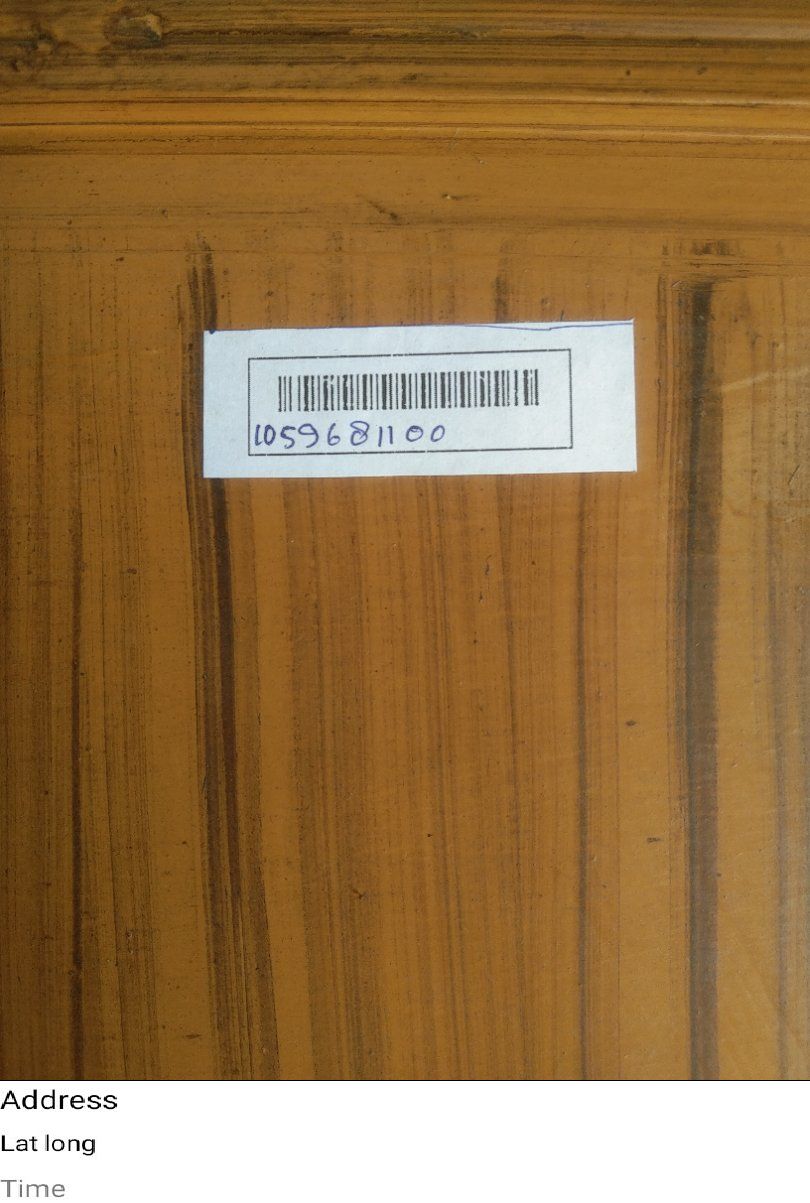 1059681100
Address
Lat long
Time